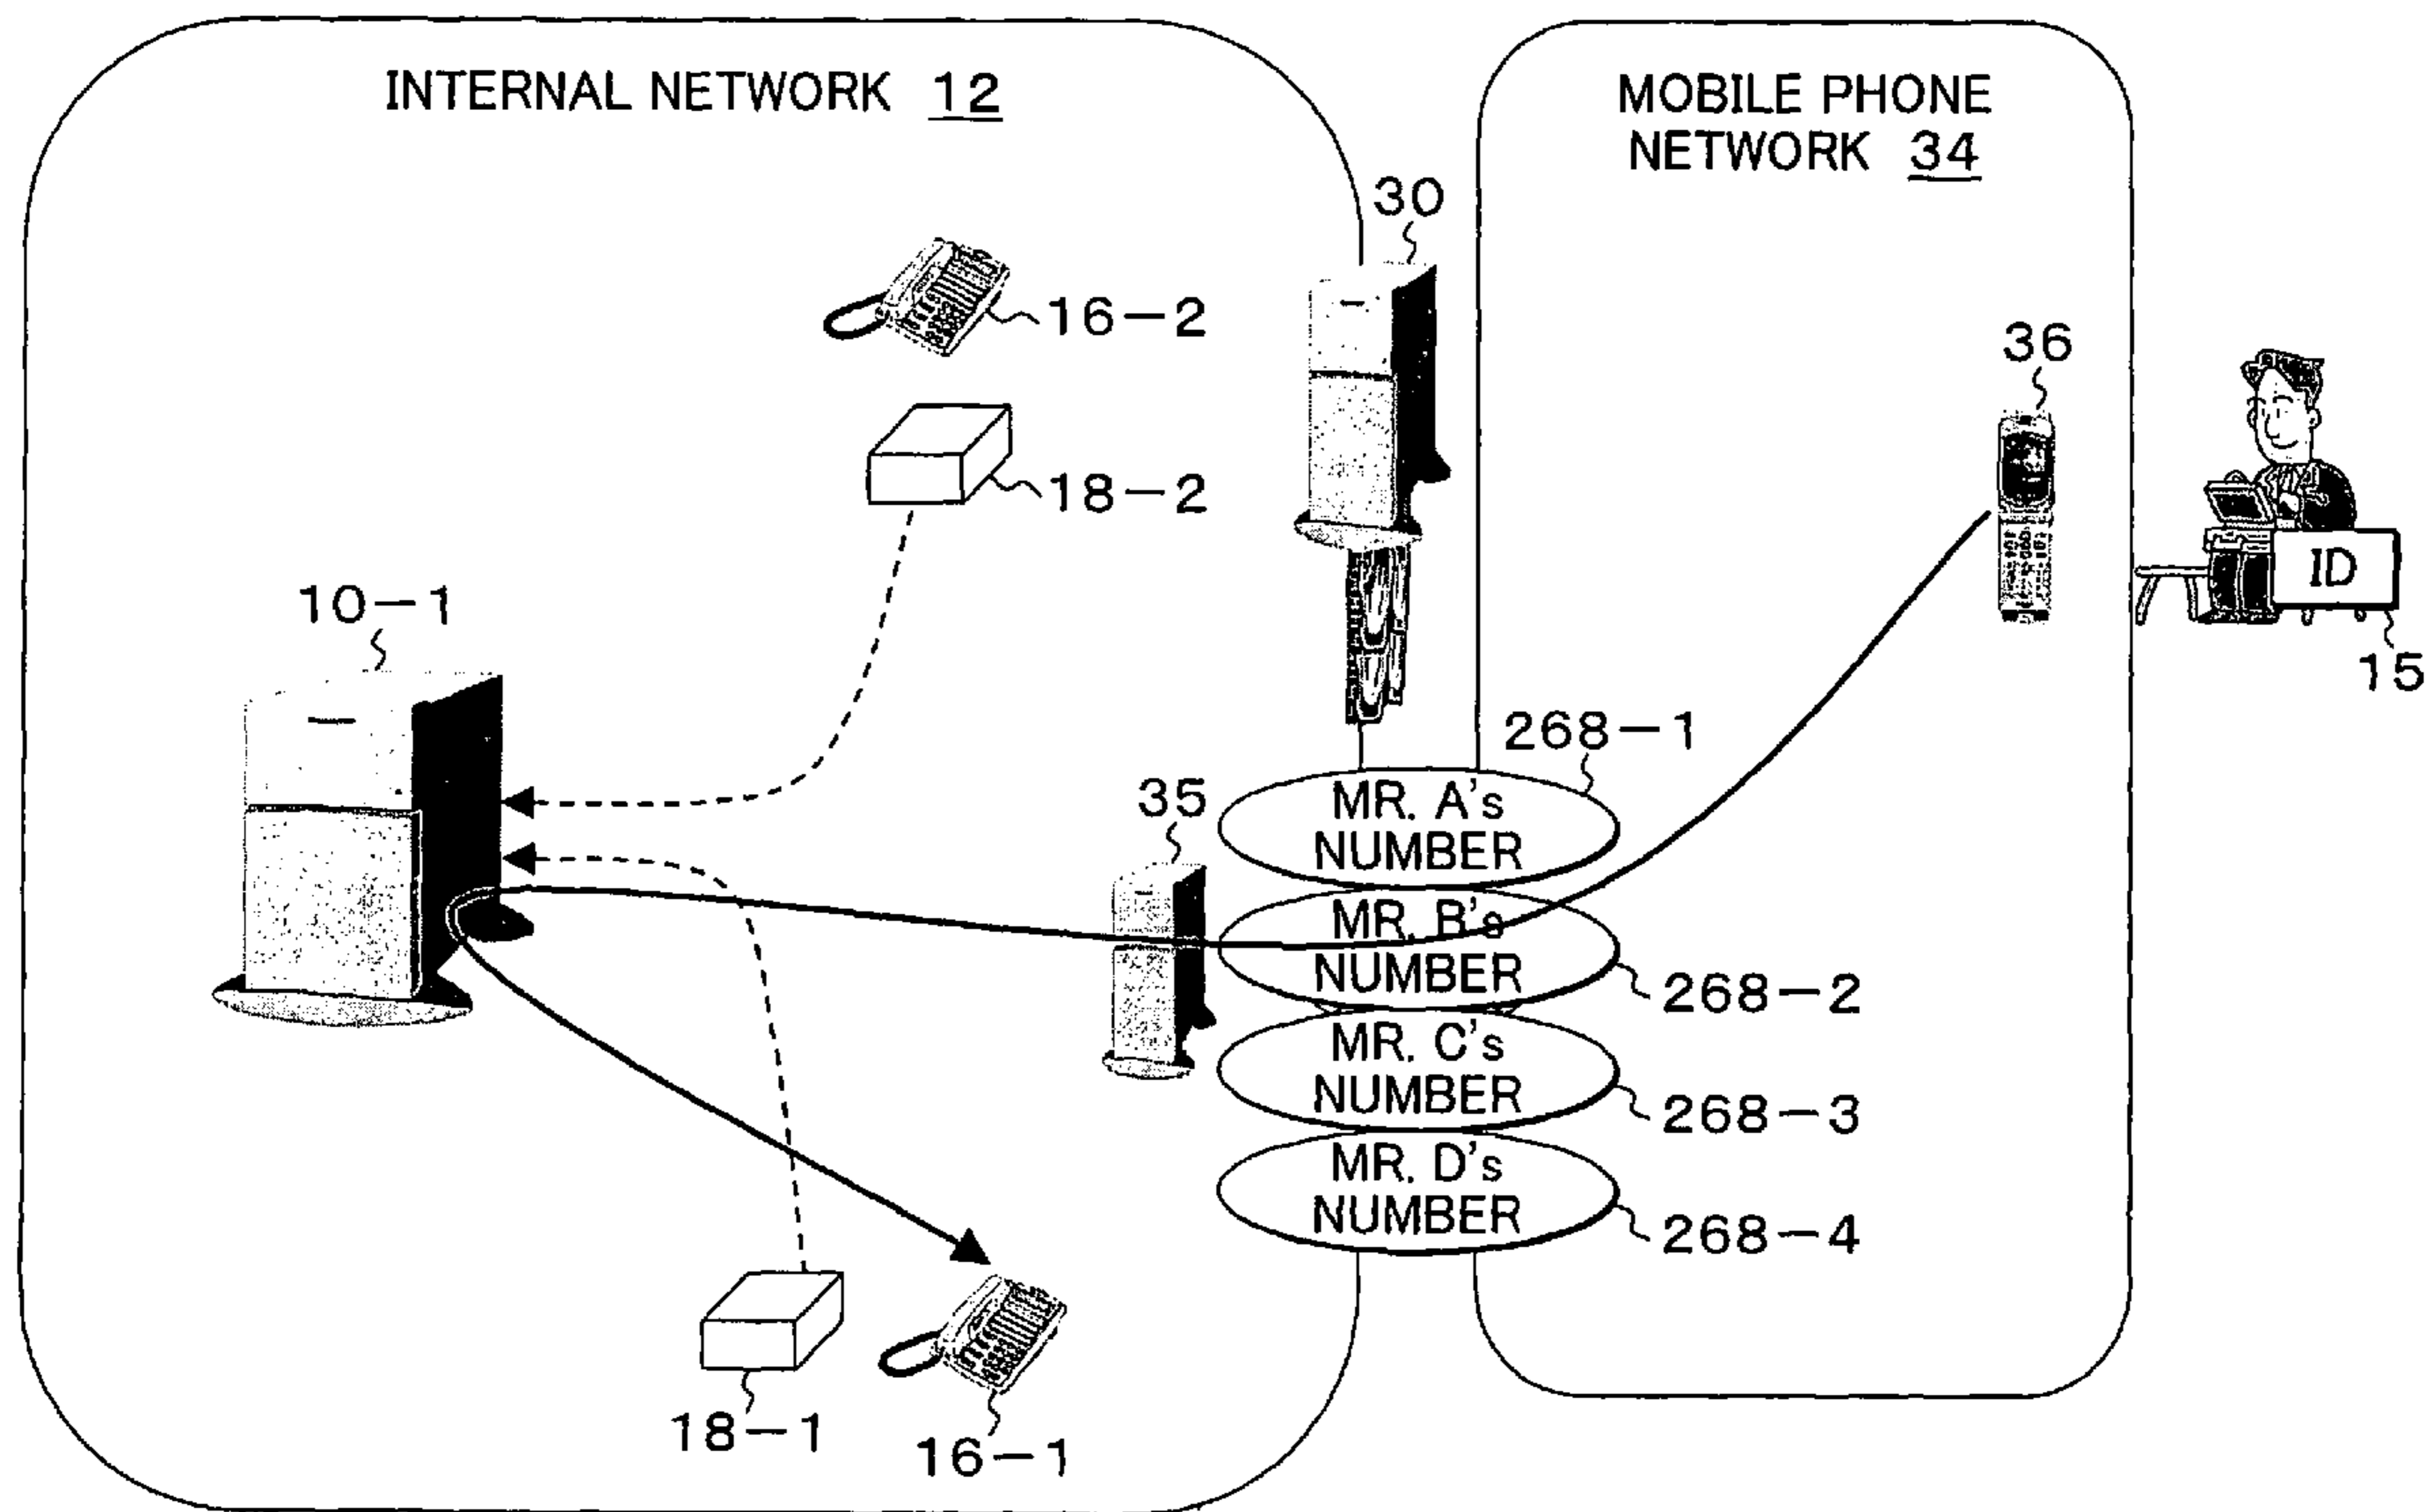 INTERNAL NETWORK 12
MOBILE PHONE
NETWORK 34
30
16-2
36
18-2
ID
10-1
15
268-1
35
MR. A's
NUMBER
MR. B's
NUMBER
268-2
MR. C's
NUMBER
268-3
MR. D's
NUMBER
268-4
18-1
16-1